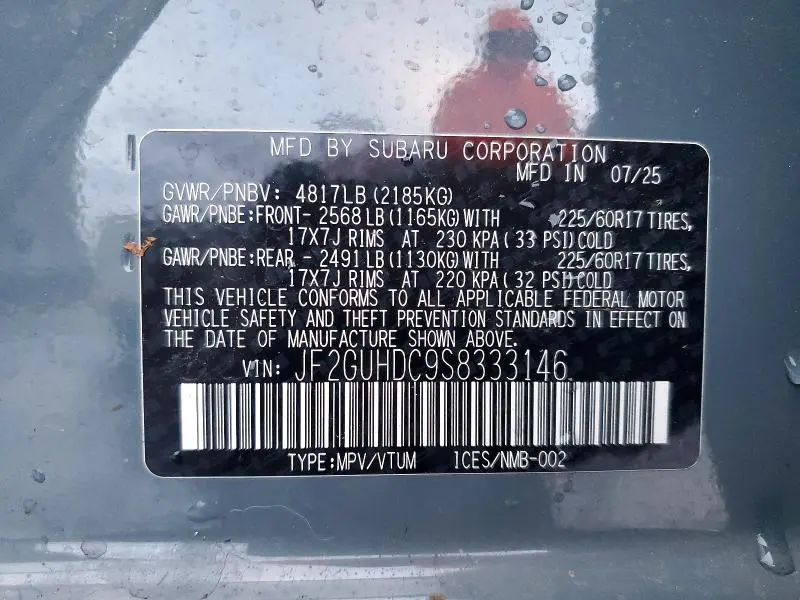 MFD BY SUBARU CORPORATION
MFD IN 07/25
GVWR/PNBV: 4817LB (2185KG)
GAWR/PNBE:FRONT- 2568 LB (1165KG) WITH 225/60R17 TIRES,
17X7J RIMS AT 230 KPA ( 33 PSI) COLD
GAWR/PNBE:REAR - 2491 LB (1130KG) WITH 225/60R17 TIRES,
17X7J RIMS AT 220 KPA ( 32 PSI) COLD
THIS VEHICLE CONFORMS TO ALL APPLICABLE FEDERAL MOTOR
VEHICLE SAFETY AND THEFT PREVENTION STANDARDS IN EFFECT ON
THE DATE OF MANUFACTURE SHOWN ABOVE.
VIN: JF2GUHDC9S8333146
TYPE:MPV/VTUM ICES/NMB-002